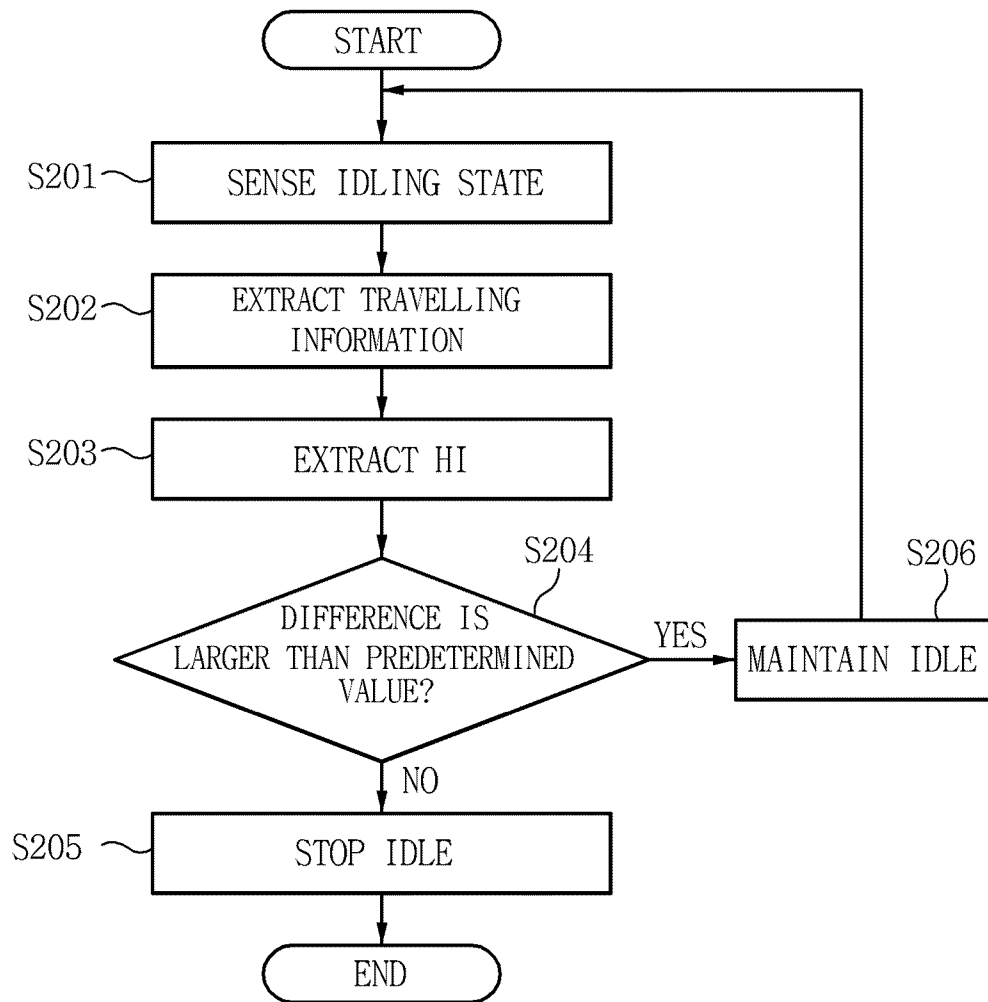 START
S201
SENSE IDLING STATE
S202
EXTRACT TRAVELLING
INFORMATION
S203
EXTRACT HI
S204
DIFFERENCE IS
LARGER THAN PREDETERMINED
VALUE?
YES
S206
MAINTAIN IDLE
NO
S205
STOP IDLE
END